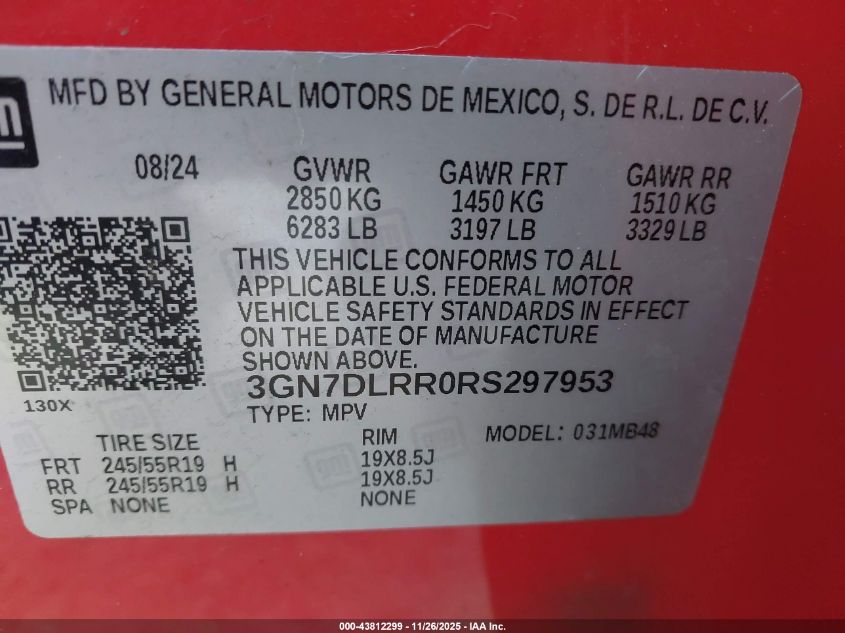 gm
MFD BY GENERAL MOTORS DE MEXICO, S. DE R.L. DE C.V.
08/24 GVWR GAWR FRT GAWR RR
2850 KG 1450 KG 1510 KG
6283 LB 3197 LB 3329 LB
THIS VEHICLE CONFORMS TO ALL
APPLICABLE U.S. FEDERAL MOTOR
VEHICLE SAFETY STANDARDS IN EFFECT
ON THE DATE OF MANUFACTURE
SHOWN ABOVE.
3GN7DLRR0RS297953
130X
TYPE: MPV
TIRE SIZE RIM MODEL: 031MB48
FRT 245/55R19 H 19X8.5J
RR 245/55R19 H 19X8.5J
SPA NONE NONE
000-43812299 - 11/26/2025 - IAA Inc.